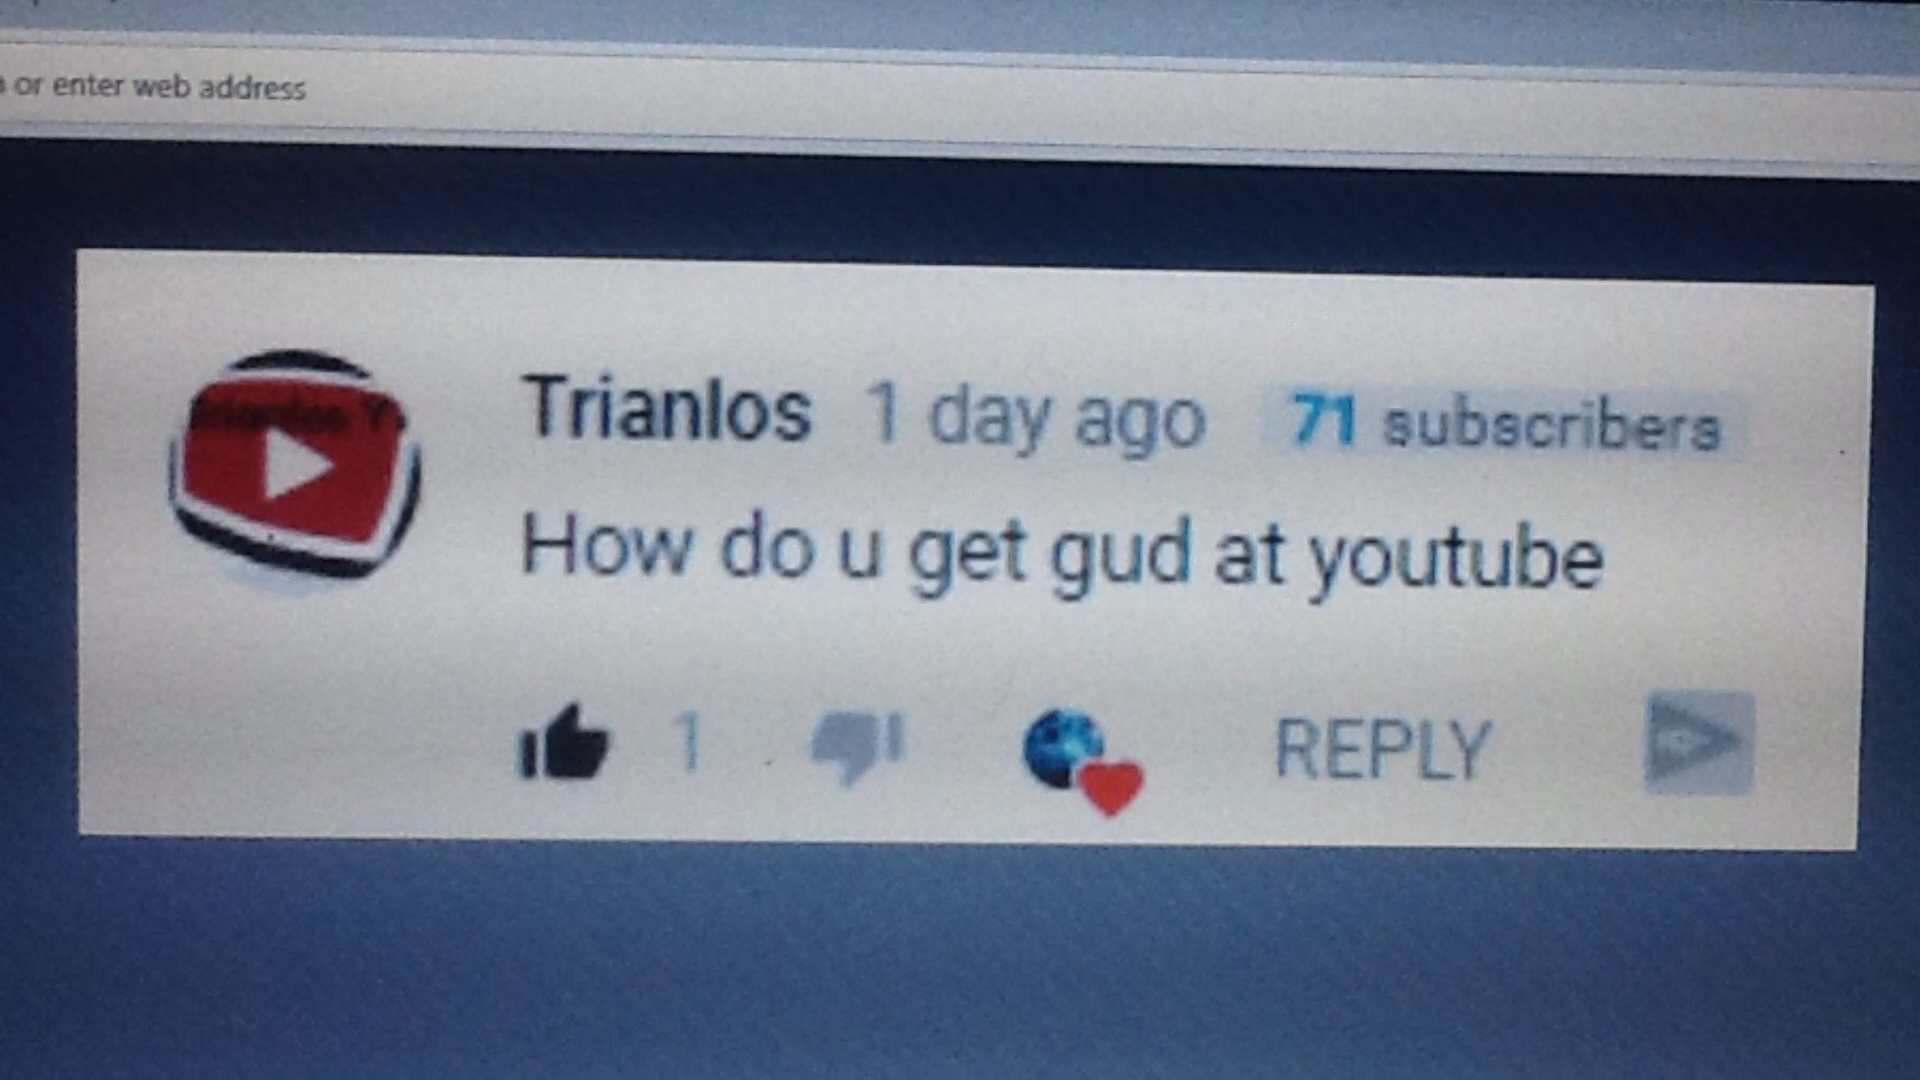 or enter web address
Trianlos 1 day ago 71 subscribers
How do u get gud at youtube
1 REPLY